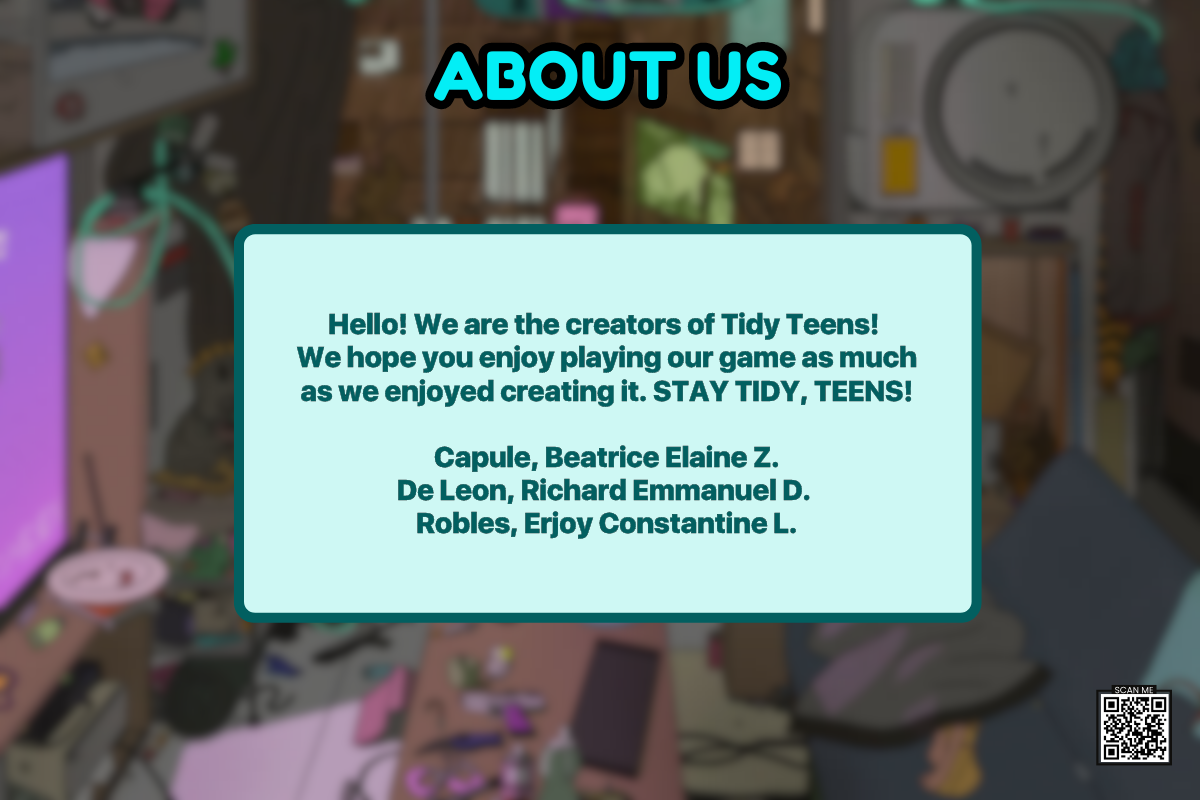 ABOUT US
Hello! We are the creators of Tidy Teens!
We hope you enjoy playing our game as much
as we enjoyed creating it. STAY TIDY, TEENS!
Capule, Beatrice Elaine Z.
De Leon, Richard Emmanuel D.
Robles, Erjoy Constantine L.
SCAN ME